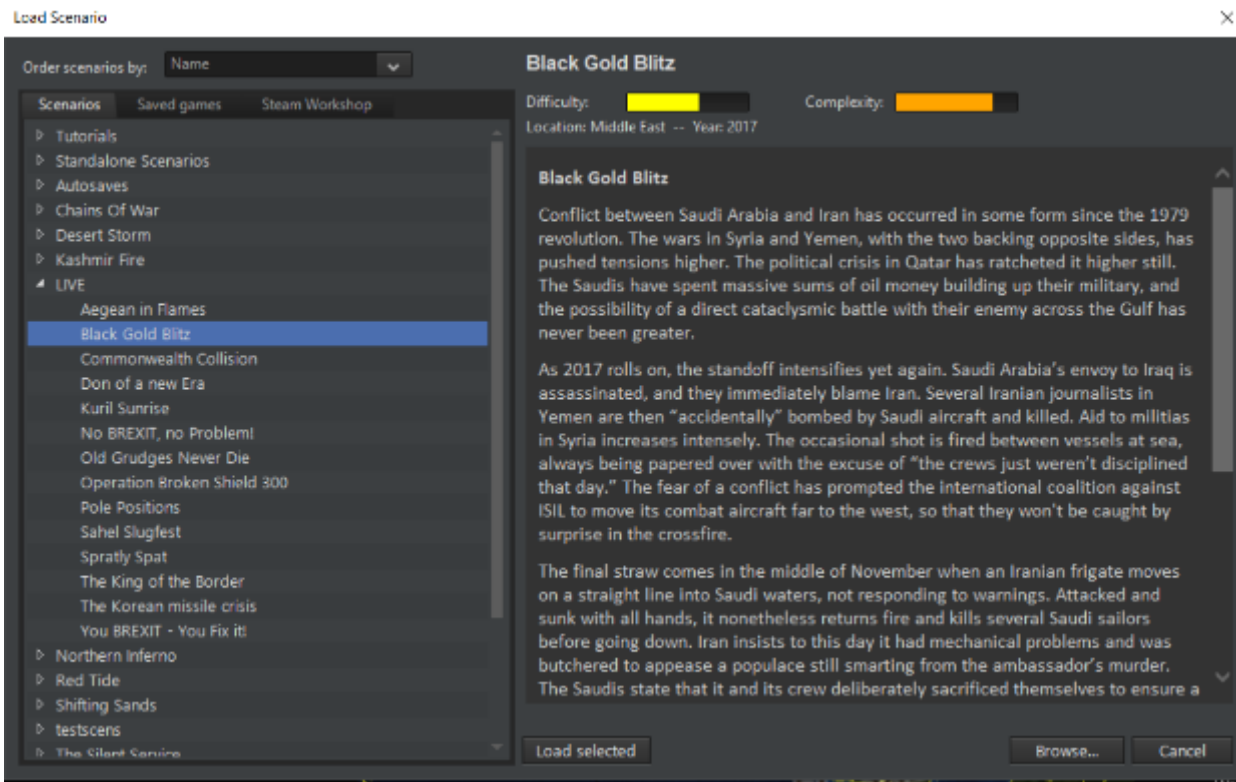 Load Scenario
Order scenarios by: Name
Scenarios Saved games Steam Workshop
Tutorials
Standalone Scenarios
Autosaves
Chains Of War
Desert Storm
Kashmir Fire
LIVE
Aegean in Flames
Black Gold Blitz
Commonwealth Collision
Don of a new Era
Kuril Sunrise
No BREXIT, no Problem!
Old Grudges Never Die
Operation Broken Shield 300
Pole Positions
Sahel Slugfest
Spratly Spat
The King of the Border
The Korean missile crisis
You BREXIT - You Fix it!
Northern Inferno
Red Tide
Shifting Sands
testscens
The Silent Service
Black Gold Blitz
Difficulty: Complexity:
Location: Middle East -- Year: 2017
Black Gold Blitz
Conflict between Saudi Arabia and Iran has occurred in some form since the 1979
revolution. The wars in Syria and Yemen, with the two backing opposite sides, has
pushed tensions higher. The political crisis in Qatar has ratcheted it higher still.
The Saudis have spent massive sums of oil money building up their military, and
the possibility of a direct cataclysmic battle with their enemy across the Gulf has
never been greater.
As 2017 rolls on, the standoff intensifies yet again. Saudi Arabia's envoy to Iraq is
assassinated, and they immediately blame Iran. Several Iranian journalists in
Yemen are then “accidentally” bombed by Saudi aircraft and killed. Aid to militias
in Syria increases intensely. The occasional shot is fired between vessels at sea,
always being papered over with the excuse of “the crews just weren't disciplined
that day.” The fear of a conflict has prompted the international coalition against
ISIL to move its combat aircraft far to the west, so that they won't be caught by
surprise in the crossfire.
The final straw comes in the middle of November when an Iranian frigate moves
on a straight line into Saudi waters, not responding to warnings. Attacked and
sunk with all hands, it nonetheless returns fire and kills several Saudi sailors
before going down. Iran insists to this day it had mechanical problems and was
butchered to appease a populace still smarting from the ambassador's murder.
The Saudis state that it and its crew deliberately sacrificed themselves to ensure a
Load selected Browse... Cancel